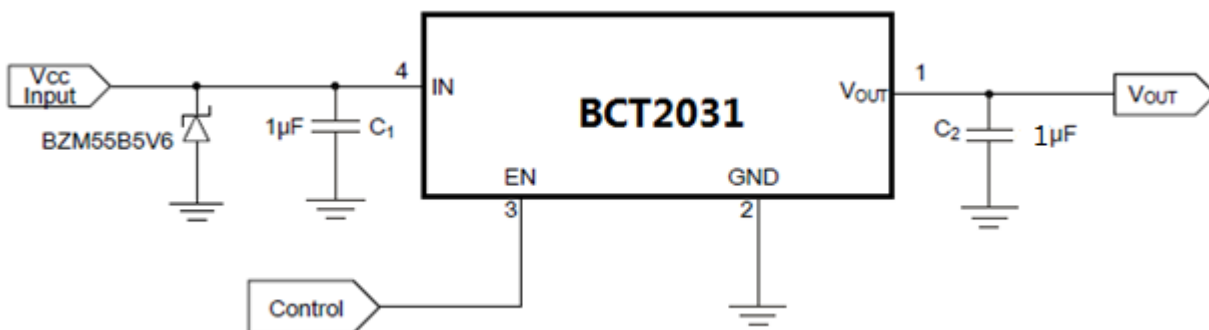 Vcc
Input
BZM55B5V6
1µF
C1
4
IN
BCT2031
EN
3
GND
2
VOUT
1
C2
1µF
VOUT
Control